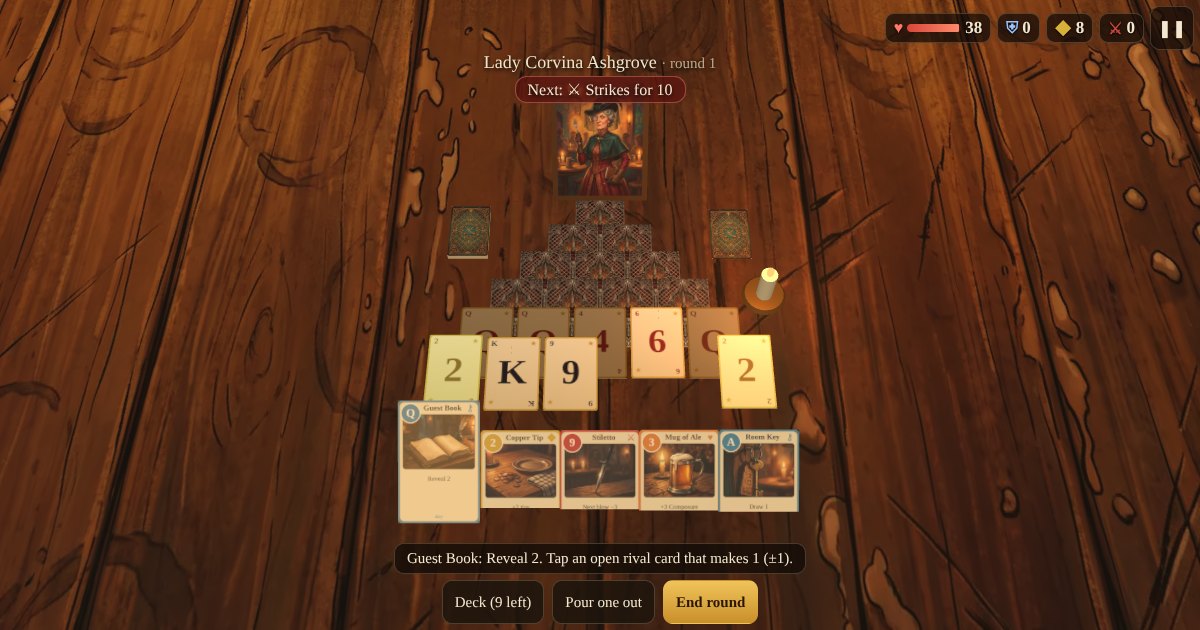 38
0
8
0
Lady Corvina Ashgrove · round 1
Next: ⚔ Strikes for 10
Q Q 4 6 Q
2 K 9 2
Q Guest Book
Reveal 2
2 Copper Tip
9 Stiletto
Next blow -3
3 Mug of Ale
+3 Composure
A Room Key
Draw 1
Guest Book: Reveal 2. Tap an open rival card that makes 1 (±1).
Deck (9 left)
Pour one out
End round